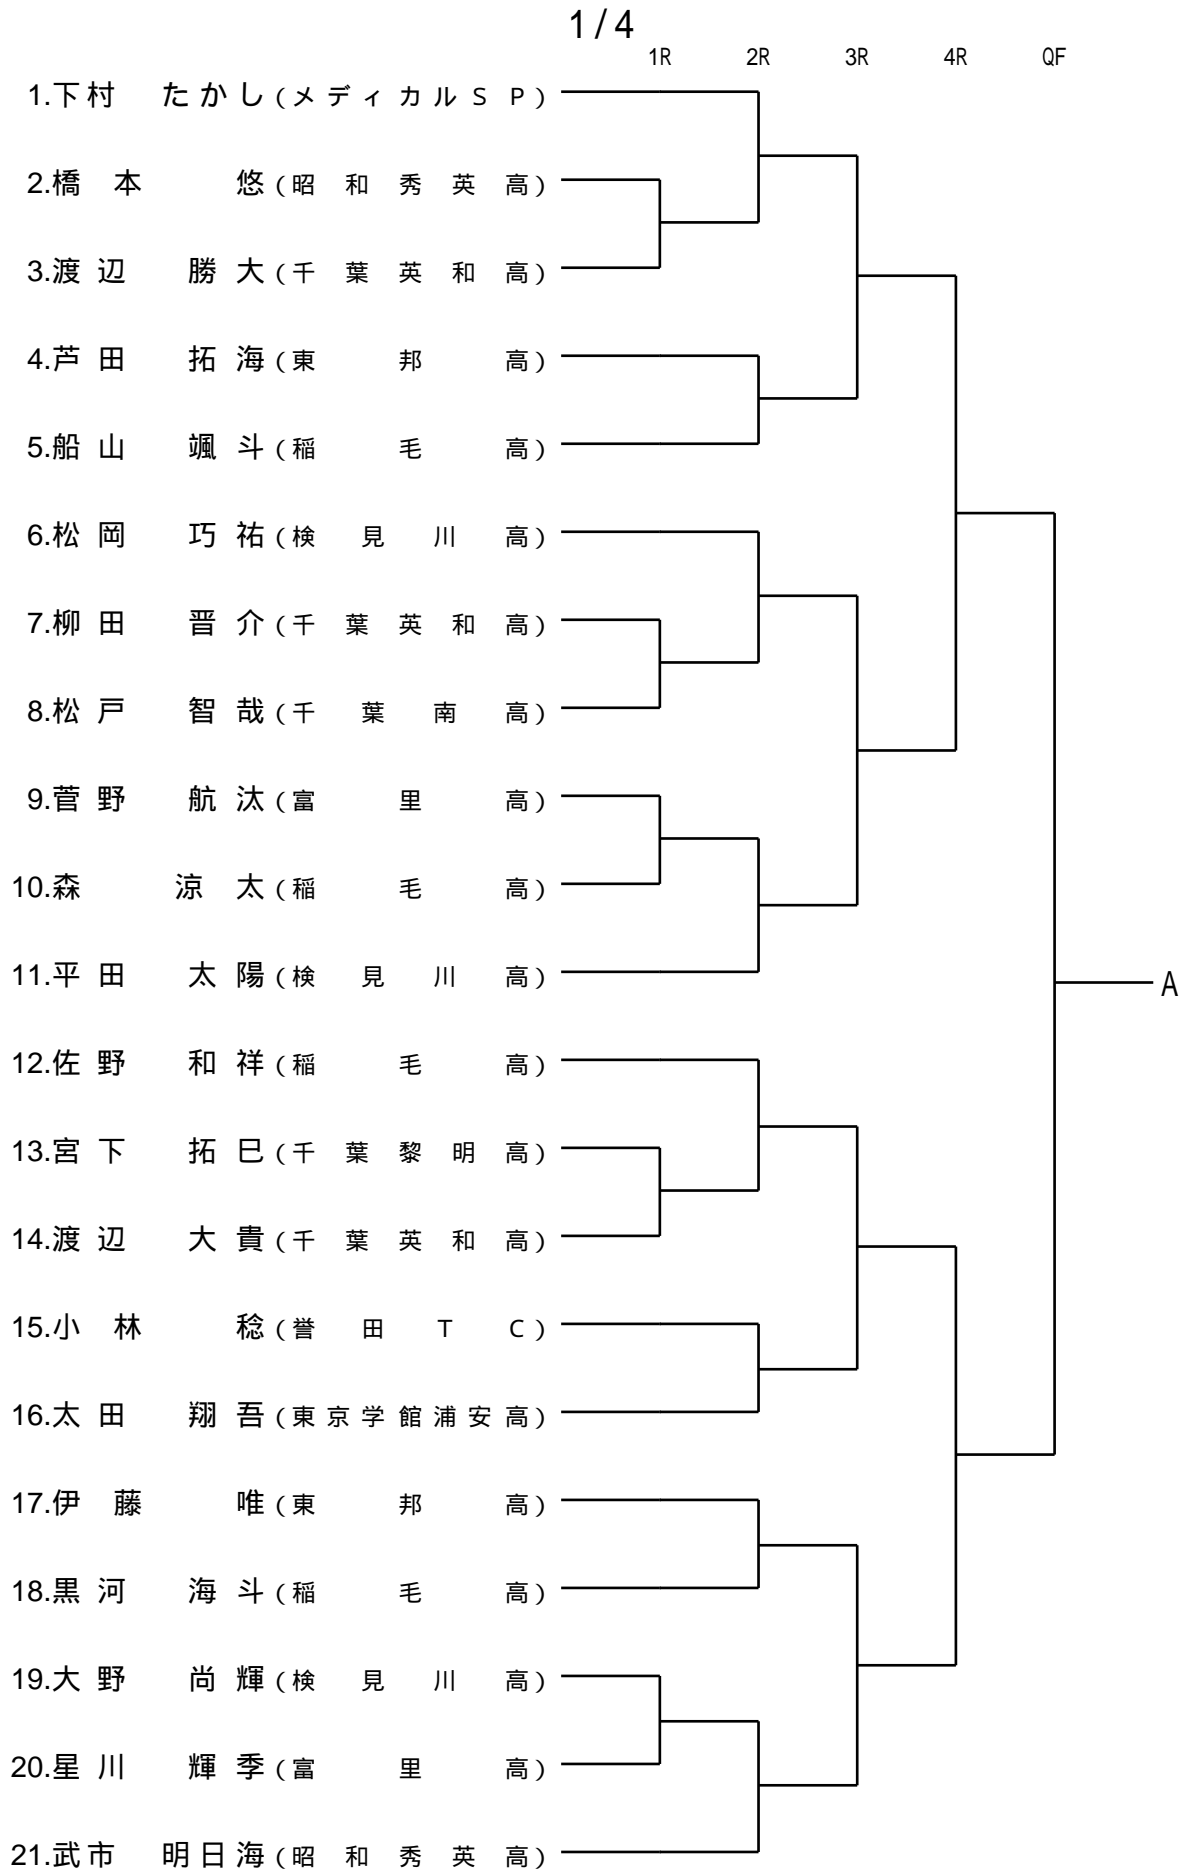 1/4
1R 2R 3R 4R QF
1.下村 たかし(メディカルSP)
2.橋本 悠(昭和秀英高)
3.渡辺 勝大(千葉英和高)
4.芦田 拓海(東邦高)
5.船山 颯斗(稲毛高)
6.松岡 巧祐(検見川高)
7.柳田 晋介(千葉英和高)
8.松戸 智哉(千葉南高)
9.菅野 航汰(富里高)
10.森 涼太(稲毛高)
11.平田 太陽(検見川高)
A
12.佐野 和祥(稲毛高)
13.宮下 拓巳(千葉黎明高)
14.渡辺 大貴(千葉英和高)
15.小林 稔(誉田TC)
16.太田 翔吾(東京学館浦安高)
17.伊藤 唯(東邦高)
18.黒河 海斗(稲毛高)
19.大野 尚輝(検見川高)
20.星川 輝季(富里高)
21.武市 明日海(昭和秀英高)